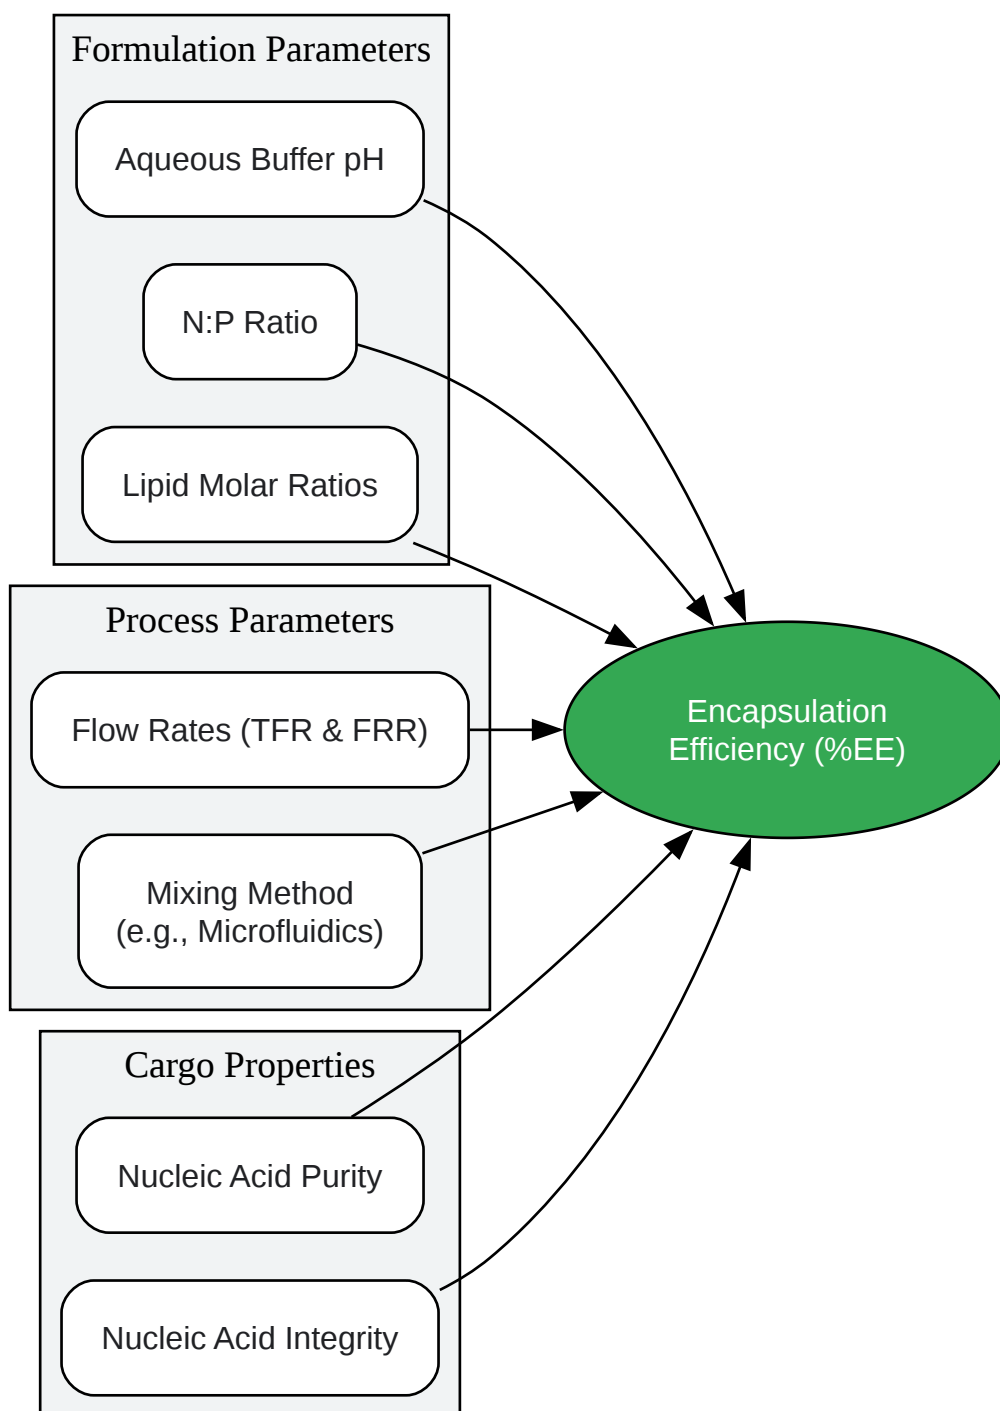 Formulation Parameters
Aqueous Buffer pH
N:P Ratio
Lipid Molar Ratios
Process Parameters
Flow Rates (TFR & FRR)
Mixing Method
(e.g., Microfluidics)
Cargo Properties
Nucleic Acid Purity
Nucleic Acid Integrity
Encapsulation
Efficiency (%EE)